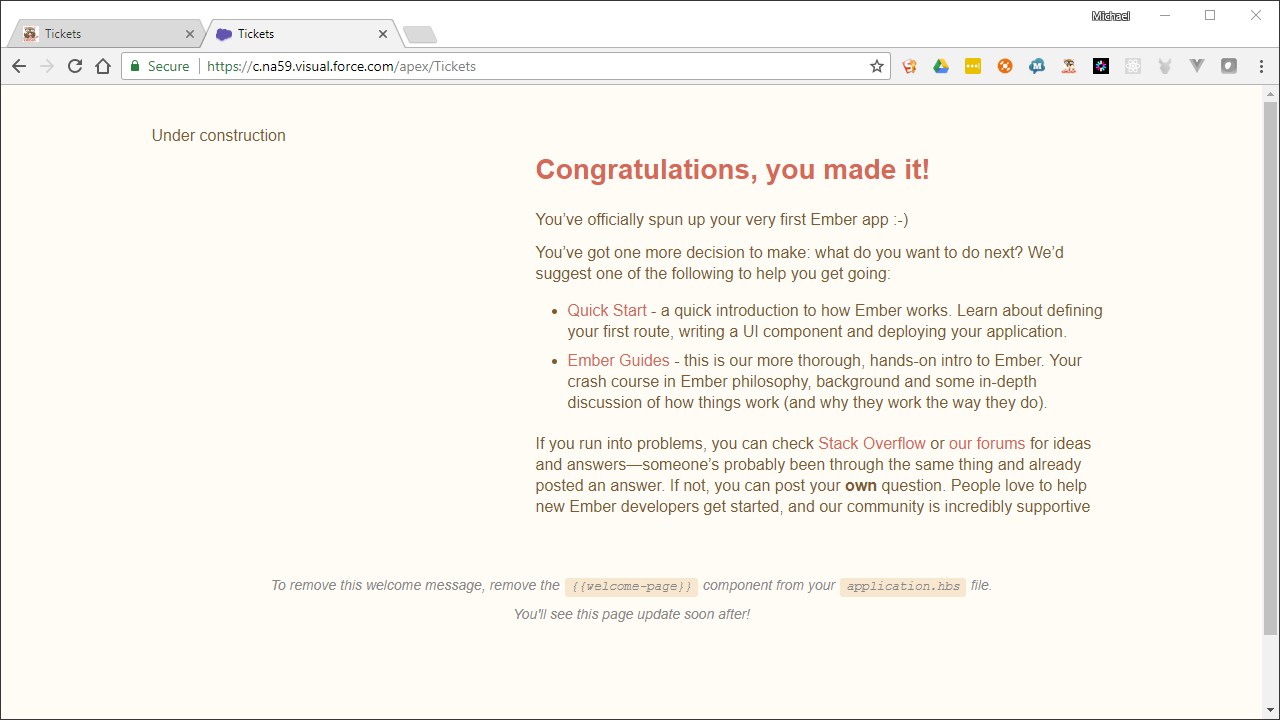 Michael
Tickets
Tickets
Secure
https://c.na59.visual.force.com/apex/Tickets
Under construction
Congratulations, you made it!
You’ve officially spun up your very first Ember app :-)
You’ve got one more decision to make: what do you want to do next? We’d
suggest one of the following to help you get going:
• Quick Start - a quick introduction to how Ember works. Learn about defining
your first route, writing a UI component and deploying your application.
• Ember Guides - this is our more thorough, hands-on intro to Ember. Your
crash course in Ember philosophy, background and some in-depth
discussion of how things work (and why they work the way they do).
If you run into problems, you can check Stack Overflow or our forums for ideas
and answers—someone’s probably been through the same thing and already
posted an answer. If not, you can post your own question. People love to help
new Ember developers get started, and our community is incredibly supportive
To remove this welcome message, remove the {{welcome-page}} component from your application.hbs file.
You'll see this page update soon after!